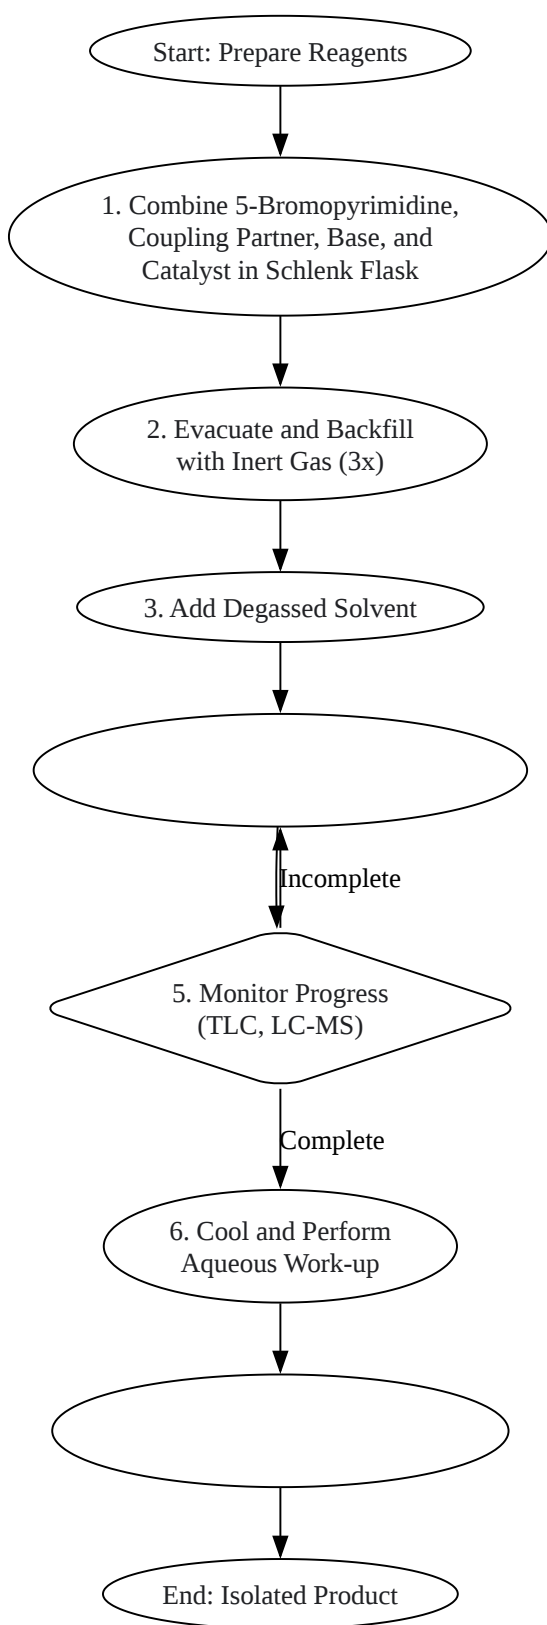 Start: Prepare Reagents
1. Combine 5-Bromopyrimidine,
Coupling Partner, Base, and
Catalyst in Schlenk Flask
2. Evacuate and Backfill
with Inert Gas (3x)
3. Add Degassed Solvent
Incomplete
5. Monitor Progress
(TLC, LC-MS)
Complete
6. Cool and Perform
Aqueous Work-up
End: Isolated Product